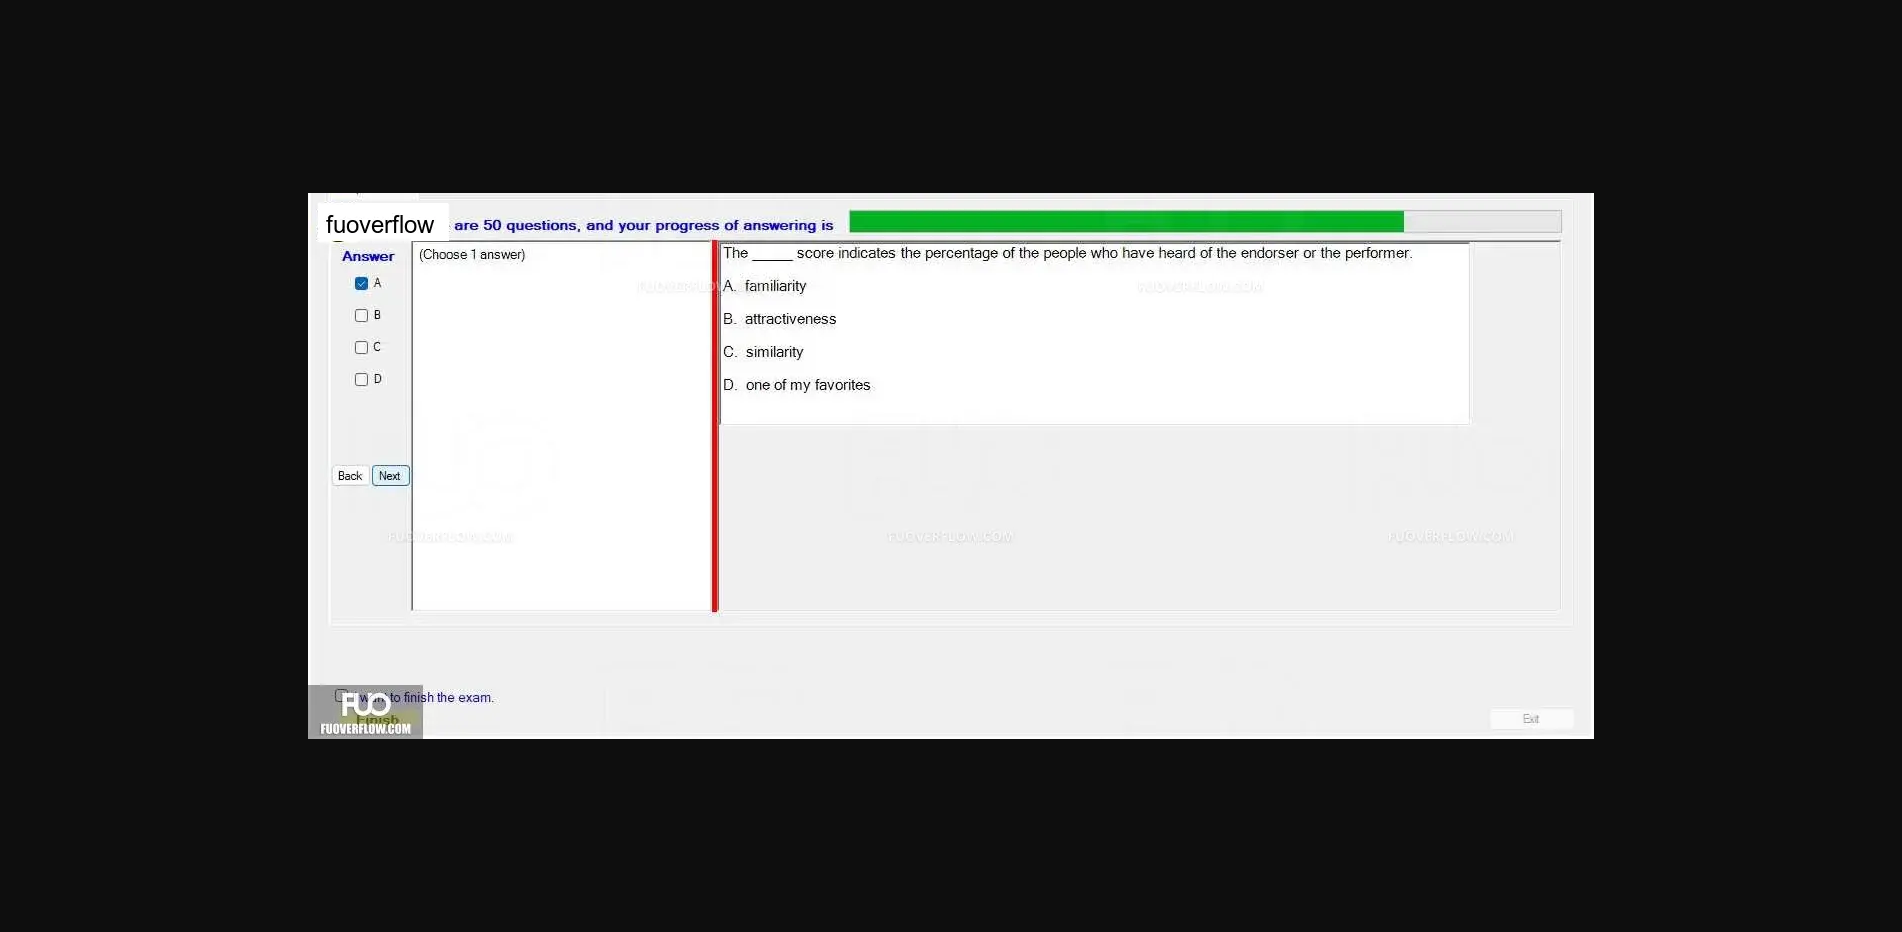 fuoverflow are 50 questions, and your progress of answering is
Answer
(Choose 1 answer)
A
B
C
D
Back Next
The _____ score indicates the percentage of the people who have heard of the endorser or the performer.
A. familiarity
B. attractiveness
C. similarity
D. one of my favorites
FUOVERFLOW.COM
FUOVERFLOW.COM
FUOVERFLOW.COM FUOVERFLOW.COM FUOVERFLOW.COM
to finish the exam.
Finish
FUO
FUOVERFLOW.COM
Exit